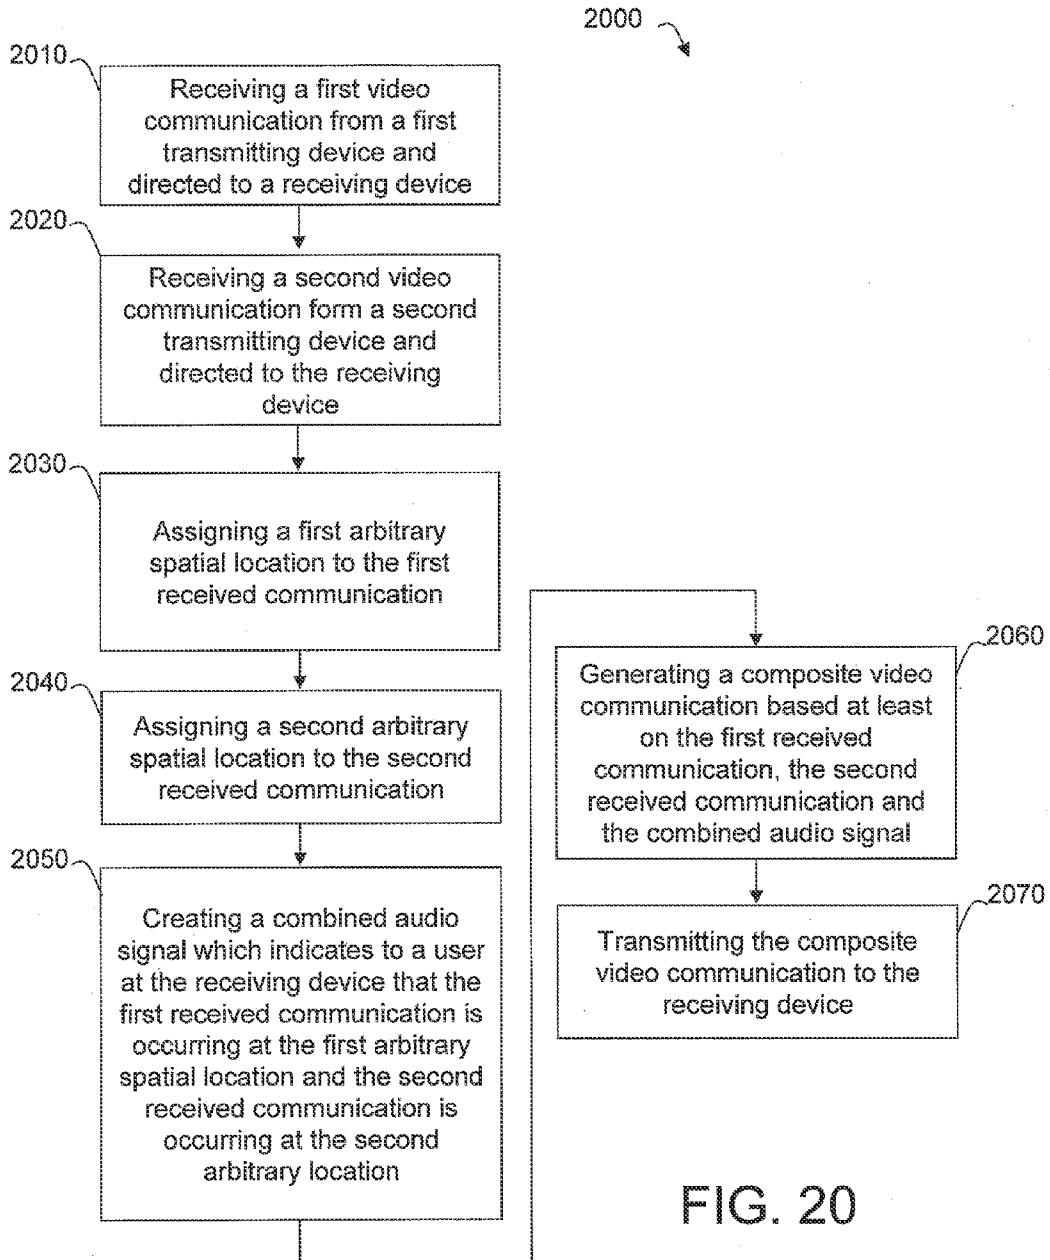 2000
2010
Receiving a first video
communication from a first
transmitting device and
directed to a receiving device
2020
Receiving a second video
communication form a second
transmitting device and
directed to the receiving
device
2030
Assigning a first arbitrary
spatial location to the first
received communication
2040
Assigning a second arbitrary
spatial location to the second
received communication
2050
Creating a combined audio
signal which indicates to a user
at the receiving device that the
first received communication is
occurring at the first arbitrary
spatial location and the second
received communication is
occurring at the second
arbitrary location
2060
Generating a composite video
communication based at least
on the first received
communication, the second
received communication and
the combined audio signal
2070
Transmitting the composite
video communication to the
receiving device
FIG. 20